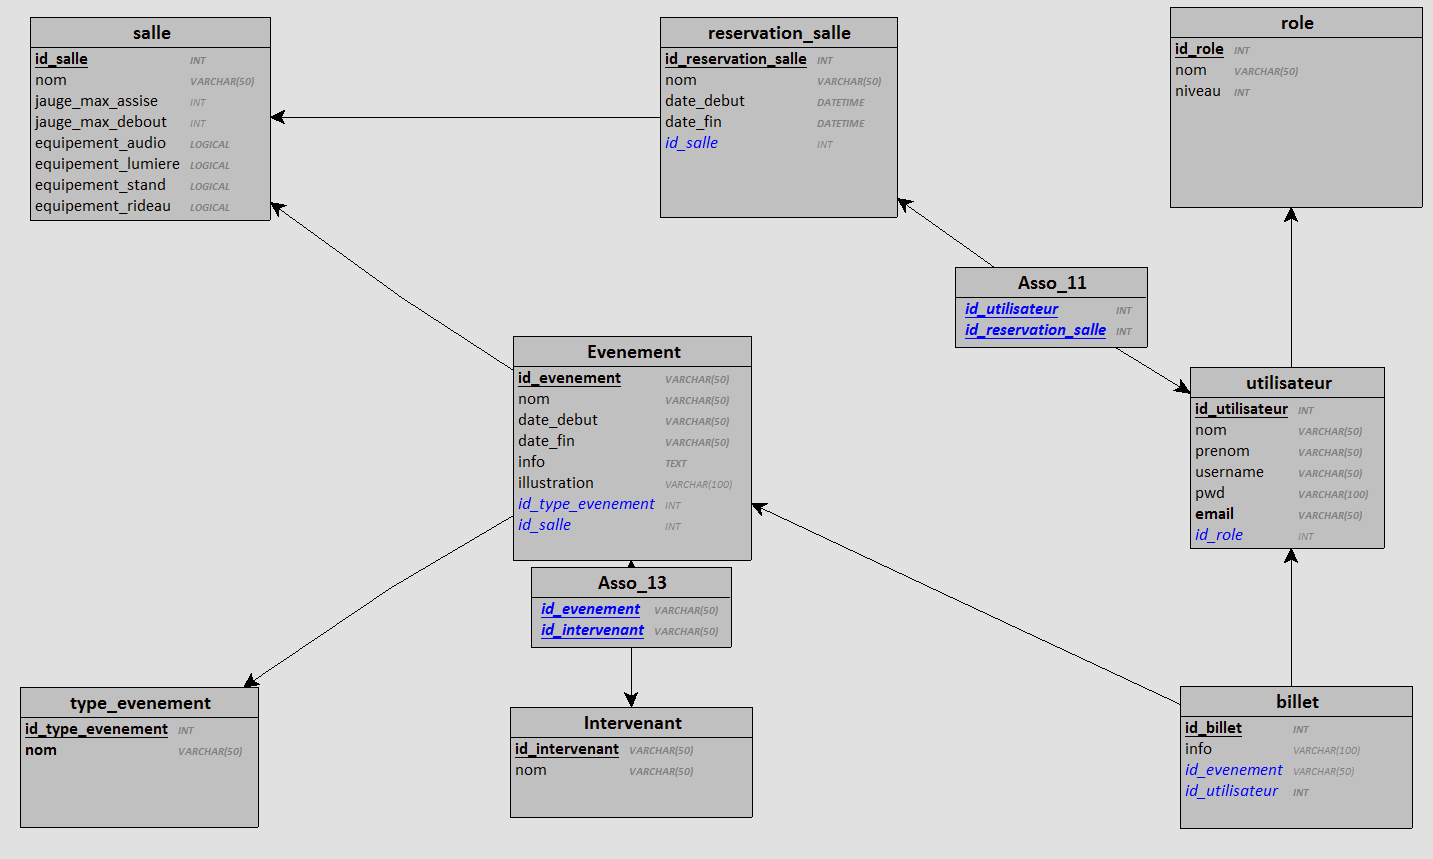 salle
id_salle INT
nom VARCHAR(50)
jauge_max_assise INT
jauge_max_debout INT
equipement_audio LOGICAL
equipement_lumiere LOGICAL
equipement_stand LOGICAL
equipement_rideau LOGICAL
reservation_salle
id_reservation_salle INT
nom VARCHAR(50)
date_debut DATETIME
date_fin DATETIME
id_salle INT
role
id_role INT
nom VARCHAR(50)
niveau INT
Asso_11
id_utilisateur INT
id_reservation_salle INT
Evenement
id_evenement VARCHAR(50)
nom VARCHAR(50)
date_debut VARCHAR(50)
date_fin VARCHAR(50)
info TEXT
illustration VARCHAR(100)
id_type_evenement INT
id_salle INT
utilisateur
id_utilisateur INT
nom VARCHAR(50)
prenom VARCHAR(50)
username VARCHAR(50)
pwd VARCHAR(100)
email VARCHAR(50)
id_role INT
Asso_13
id_evenement VARCHAR(50)
id_intervenant VARCHAR(50)
type_evenement
id_type_evenement INT
nom VARCHAR(50)
Intervenant
id_intervenant VARCHAR(50)
nom VARCHAR(50)
billet
id_billet INT
info VARCHAR(100)
id_evenement VARCHAR(50)
id_utilisateur INT